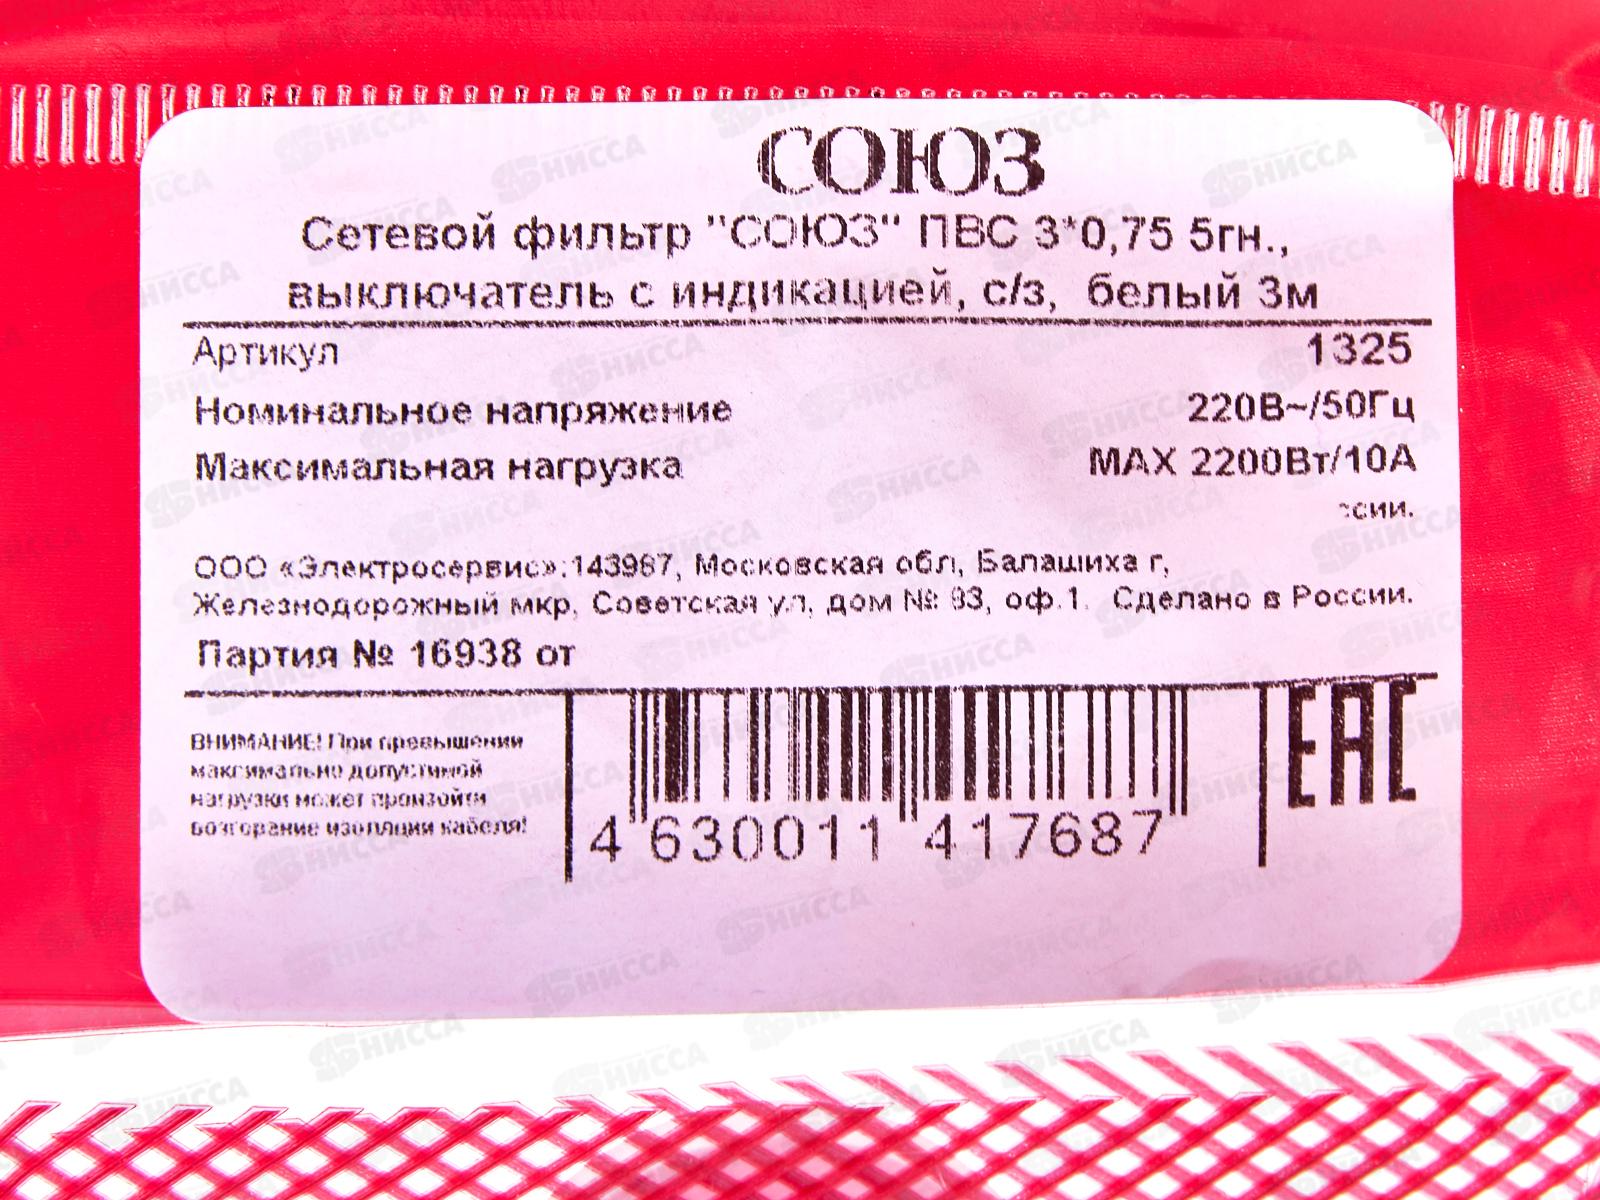 СОЮЗ
Сетевой фильтр "СОЮЗ" ПВС 3*0,75 5гн.,
выключатель с индикацией, с/з, белый 3м
Артикул 1325
Номинальное напряжение 220В~/50Гц
Максимальная нагрузка MAX 2200Вт/10А
сии.
ООО «Электросервис»:143987, Московская обл, Балашиха г,
Железнодорожный мкр, Советская ул, дом № оф.1. Сделано в России.
Партия № 16938 от
ВНИМАНИЕ! При превышении
максимально допустимой
нагрузки может произойти
возгорание изоляции кабеля!
4 630011 417687
EAC
НИССА